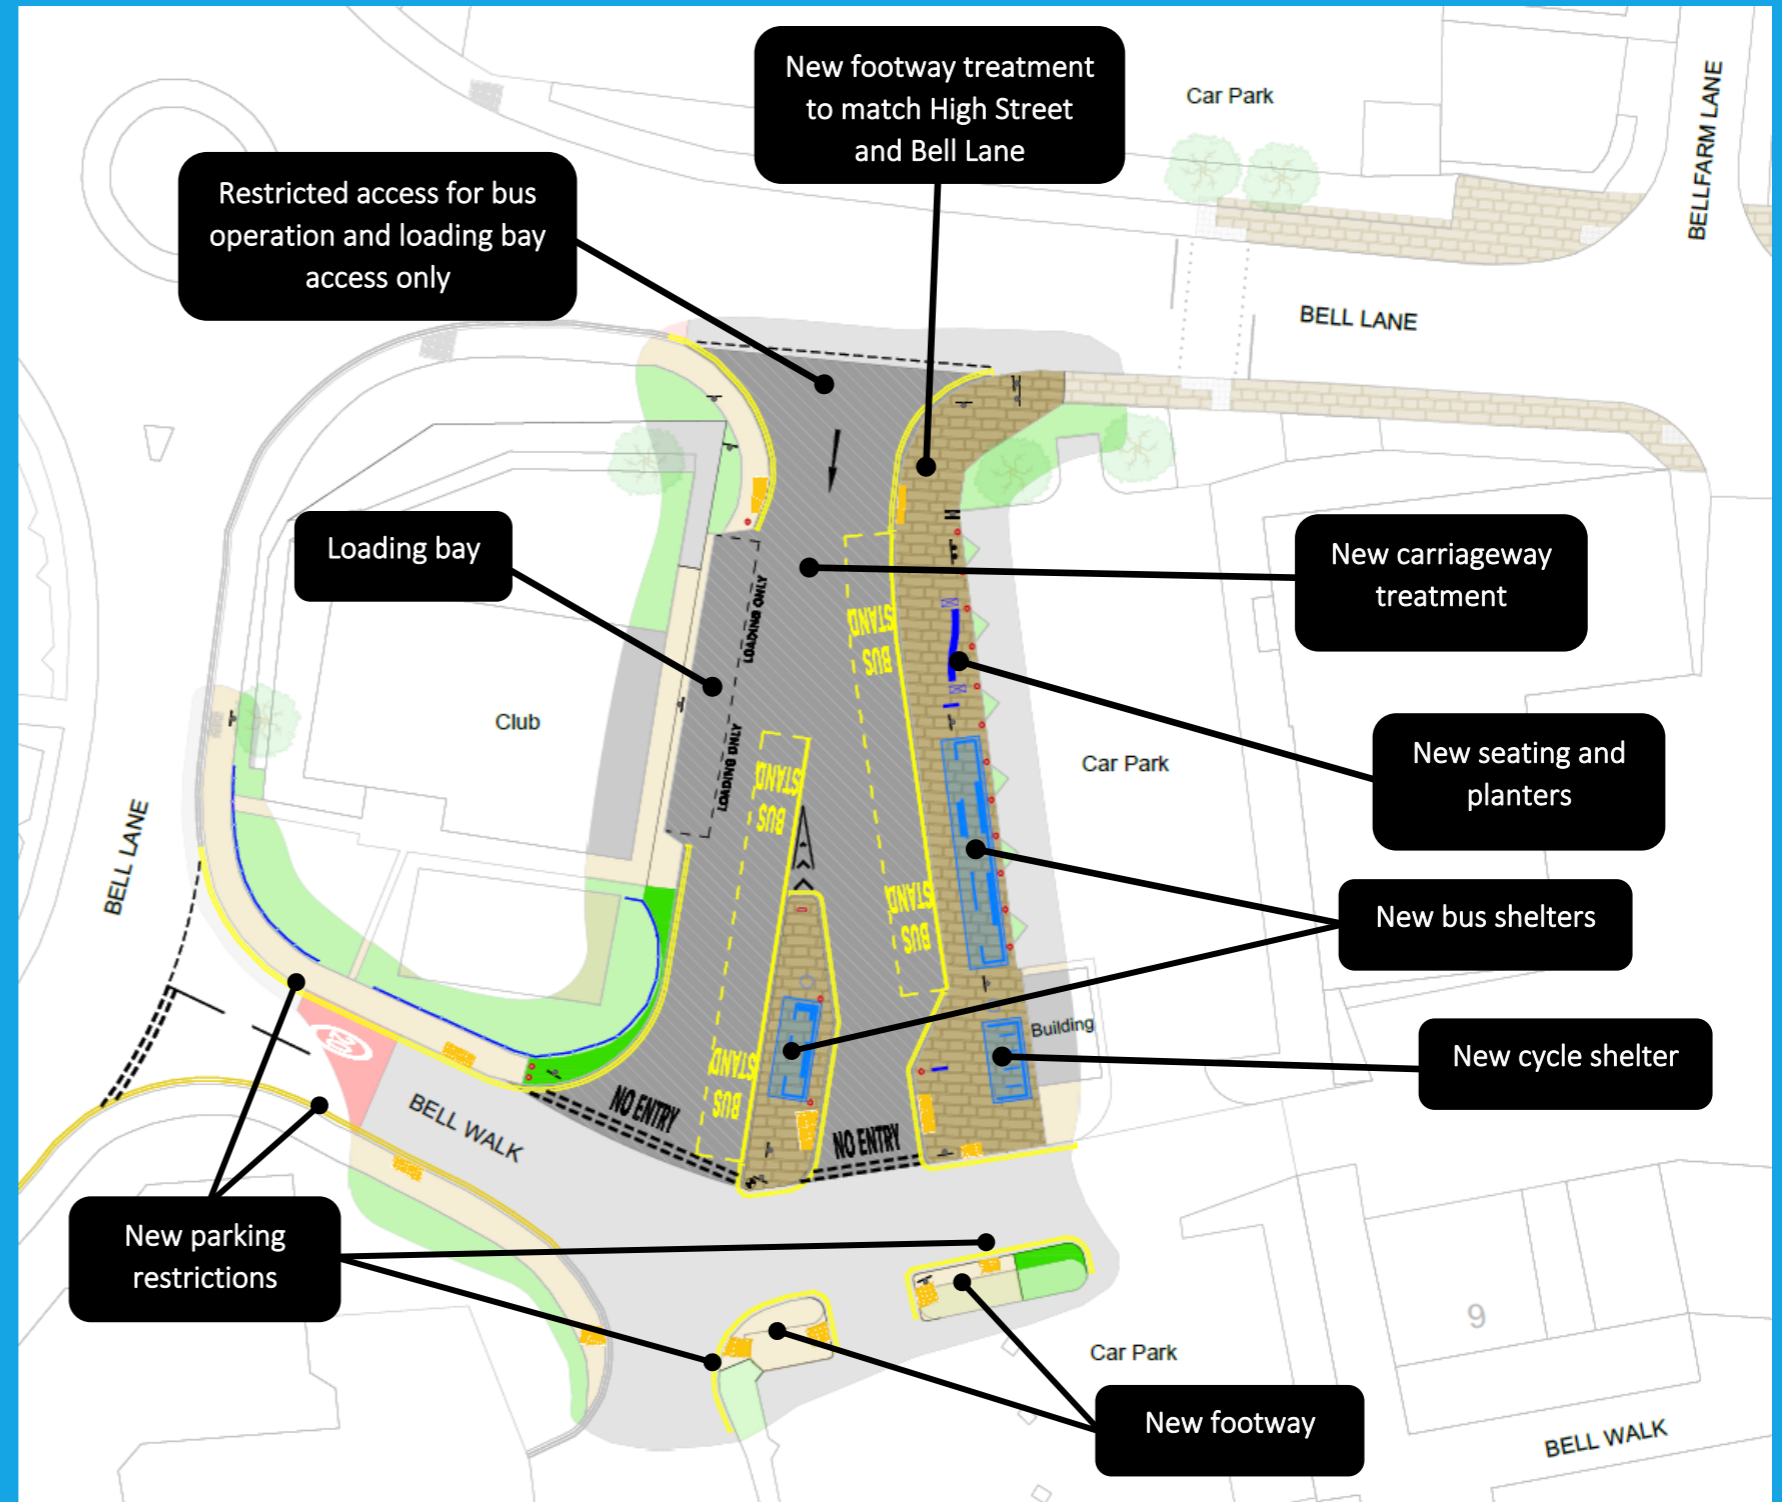 New footway treatment
to match High Street
and Bell Lane
Car Park
BELLFARM LANE
Restricted access for bus
operation and loading bay
access only
BELL LANE
Loading bay
LOADING ONLY
LOADING ONLY
BUS
STAND
New carriageway
treatment
Club
Car Park
New seating and
planters
BUS
STAND
BELL LANE
BUS
STAND
New bus shelters
20
Building
New cycle shelter
BUS
STAND
NO ENTRY
NO ENTRY
BELL WALK
New parking
restrictions
9
Car Park
New footway
BELL WALK